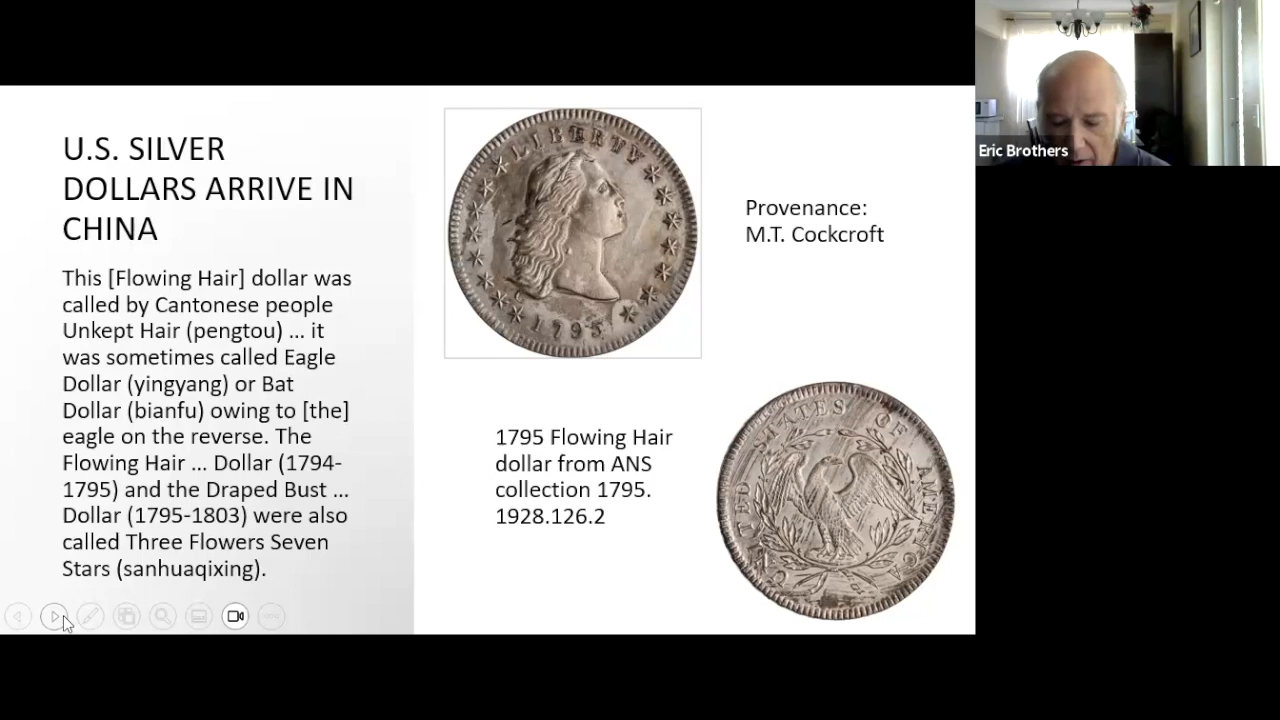 U.S. SILVER
DOLLARS ARRIVE IN
CHINA
This [Flowing Hair] dollar was
called by Cantonese people
Unkept Hair (pengtou) ... it
was sometimes called Eagle
Dollar (yingyang) or Bat
Dollar (bianfu) owing to [the]
eagle on the reverse. The
Flowing Hair ... Dollar (1794-
1795) and the Draped Bust ...
Dollar (1795-1803) were also
called Three Flowers Seven
Stars (sanhuaqixing).
LIBERTY
1795
Provenance:
M.T. Cockcroft
1795 Flowing Hair
dollar from ANS
collection 1795.
1928.126.2
UNITED STATES OF AMERICA
Eric Brothers